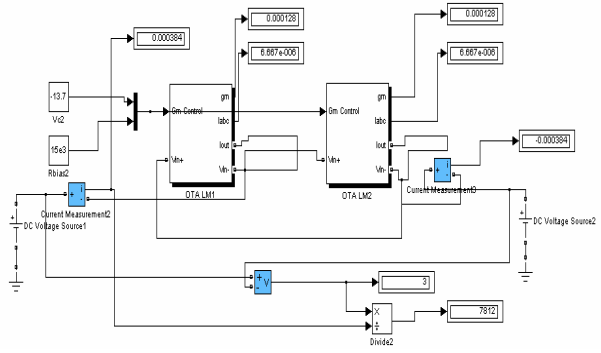 0.000384
0.000128
6.667e-006
0.000128
6.667e-006
-13.7
Vc2
15e3
Rbias2
Gm Control
gm
Iabc
Iout
Vin+
Vin-
OTA LM1
Gm Control
gm
Iabc
Iout
Vin+
Vin-
OTA LM2
-0.000384
+
i
-
Current Measurement2
+
i
-
Current Measurement3
+
DC Voltage Source1
+
DC Voltage Source2
+
-
V
3
×
÷
Divide2
7812